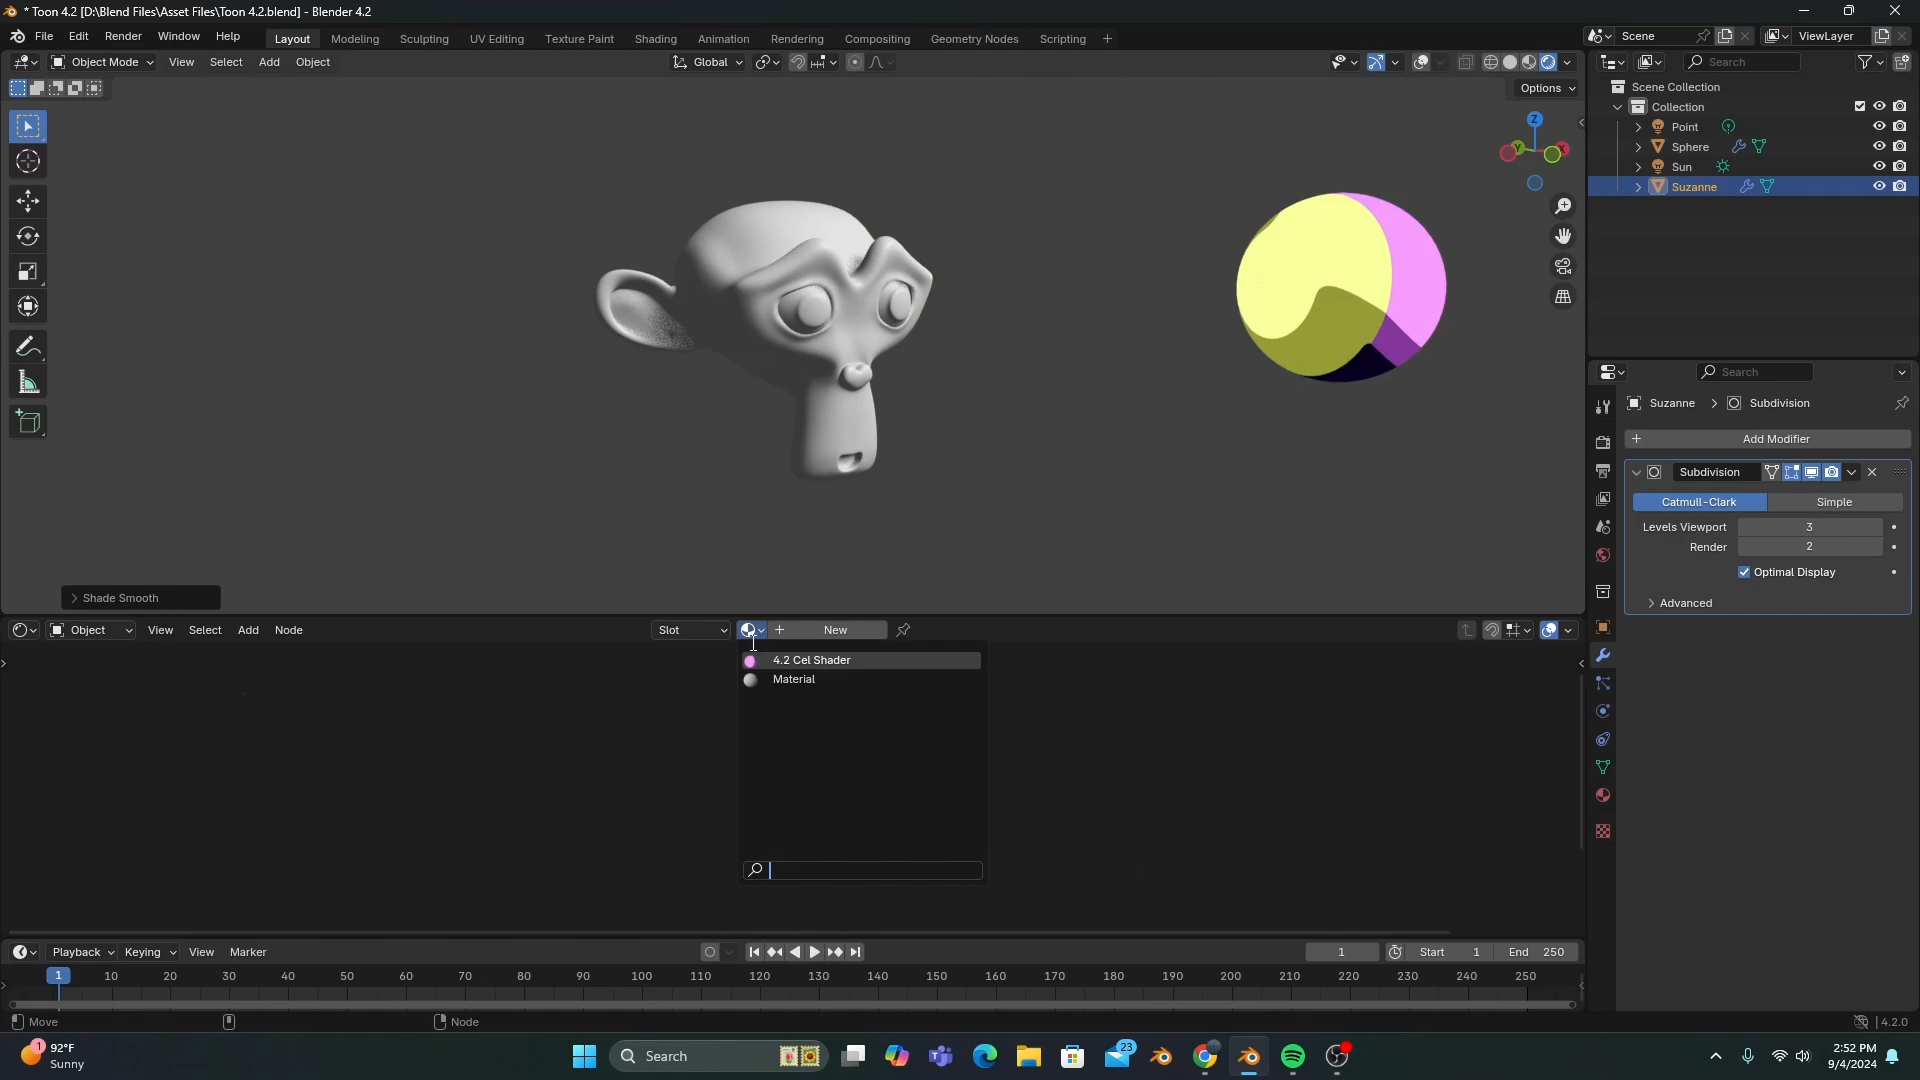 * Toon 4.2 [D:\Blend Files\Asset Files\Toon 4.2.blend] - Blender 4.2
File Edit Render Window Help Layout Modeling Sculpting UV Editing Texture Paint Shading Animation Rendering Compositing Geometry Nodes Scripting + Scene ViewLayer
Object Mode View Select Add Object Global Search
Options
Scene Collection
Collection
Point
Z
Sphere
Y X
Sun
Suzanne
Search
Suzanne > Subdivision
+ Add Modifier
Subdivision
Catmull-Clark Simple
Levels Viewport 3
Render 2
Optimal Display
Advanced
Shade Smooth
Object View Select Add Node Slot + New
4.2 Cel Shader
Material
Playback Keying View Marker 1 Start 1 End 250
1 10 20 30 40 50 60 70 80 90 100 110 120 130 140 150 160 170 180 190 200 210 220 230 240 250
Move Node 4.2.0
1 92°F
Sunny
Search
23
2:52 PM
9/4/2024